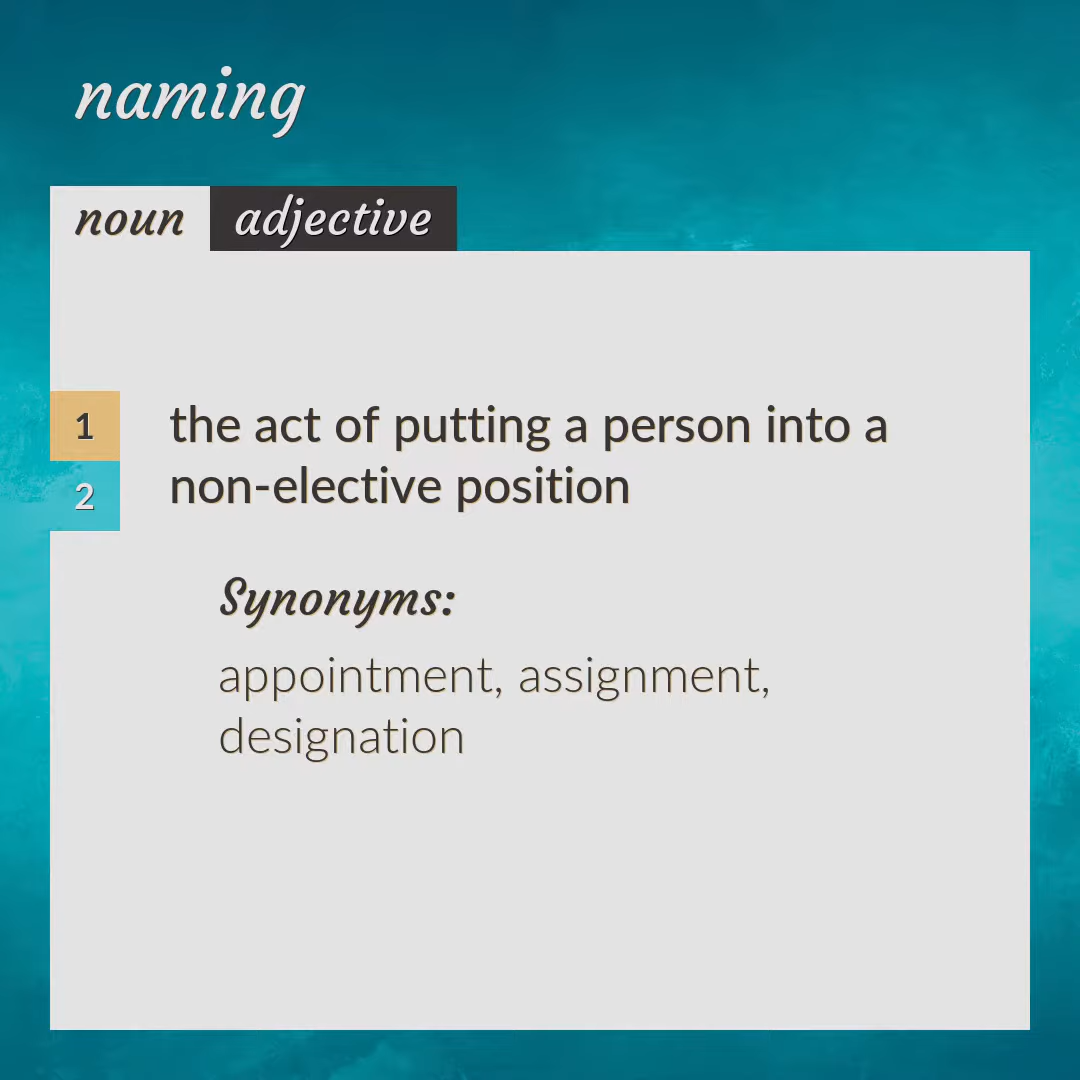 naming
noun adjective
1 the act of putting a person into a
non-elective position
2
Synonyms:
appointment, assignment,
designation